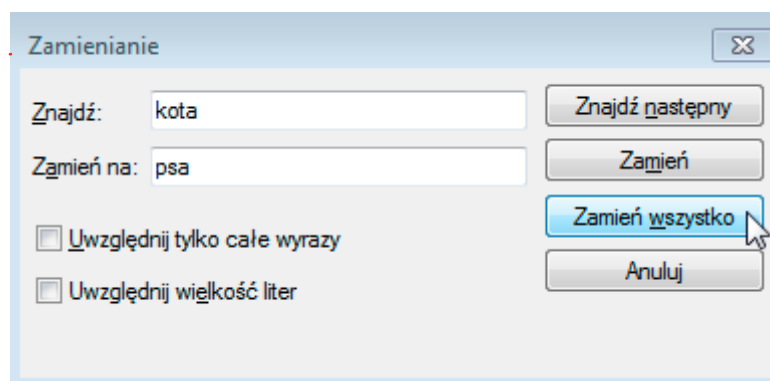 Zamienianie
Znajdź: kota
Znajdź następny
Zamień na: psa
Zamień
Zamień wszystko
Uwzględnij tylko całe wyrazy
Anuluj
Uwzględnij wielkość liter